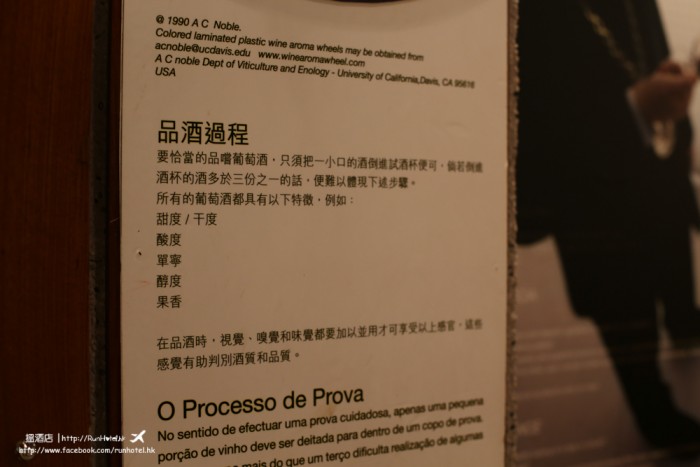 @ 1990 A C Noble.
Colored laminated plastic wine aroma wheels may be obtained from
acnoble@ucdavis.edu www.winearomawheel.com
A C noble Dept of Viticulture and Enology - University of California,Davis, CA 95616
USA
品酒過程
要恰當的品嚐葡萄酒，只須把一小口的酒倒進試酒杯便可，倘若倒進
酒杯的酒多於三份之一的話，便難以體現下述步驟。
所有的葡萄酒都具有以下特徵，例如：
甜度 / 干度
酸度
單寧
醇度
果香
在品酒時，視覺、嗅覺和味覺都要加以並用才可享受以上感官，這些
感覺有助判別酒質和品質。
O Processo de Prova
No sentido de efectuar uma prova cuidadosa, apenas uma pequena
porção de vinho deve ser deitada para dentro de um copo de prova.
mais do que um terço dificulta realização de algumas
搵酒店 | http://RunHotel.hk
http://www.facebook.com/runhotel.hk